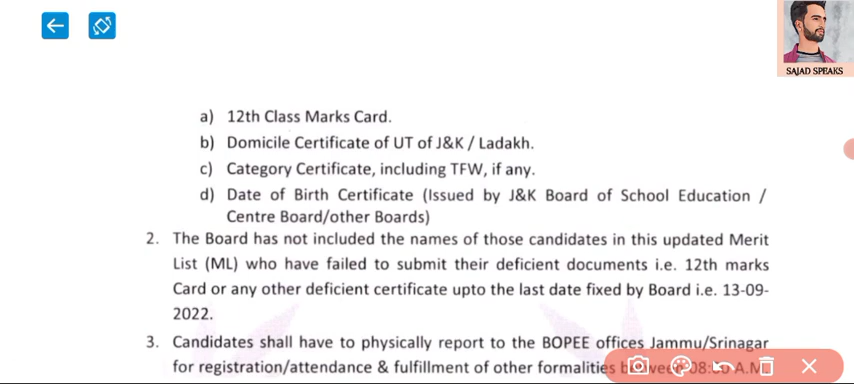 SAJAD SPEAKS
a) 12th Class Marks Card.
b) Domicile Certificate of UT of J&K / Ladakh.
c) Category Certificate, including TFW, if any.
d) Date of Birth Certificate (Issued by J&K Board of School Education /
Centre Board/other Boards)
2. The Board has not included the names of those candidates in this updated Merit
List (ML) who have failed to submit their deficient documents i.e. 12th marks
Card or any other deficient certificate upto the last date fixed by Board i.e. 13-09-
2022.
3. Candidates shall have to physically report to the BOPEE offices Jammu/Srinagar
for registration/attendance & fulfillment of other formalities A.M